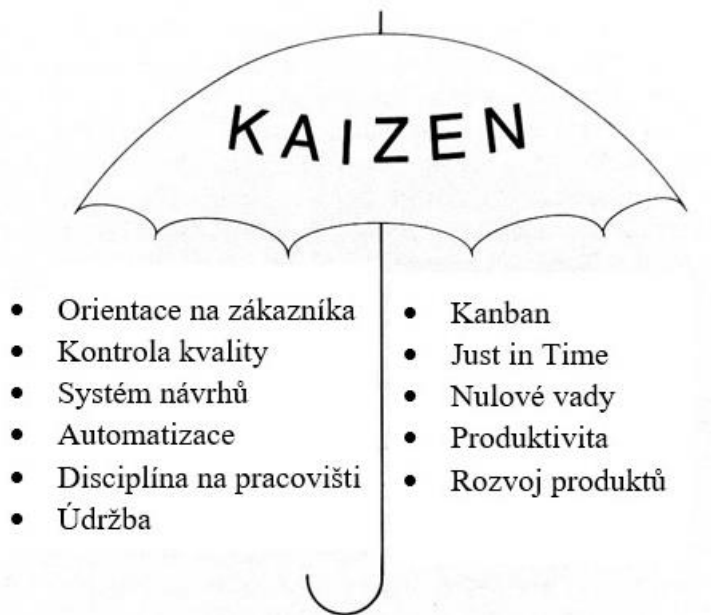 KAIZEN
• Orientace na zákazníka
• Kontrola kvality
• Systém návrhů
• Automatizace
• Disciplína na pracovišti
• Údržba
• Kanban
• Just in Time
• Nulové vady
• Produktivita
• Rozvoj produktů